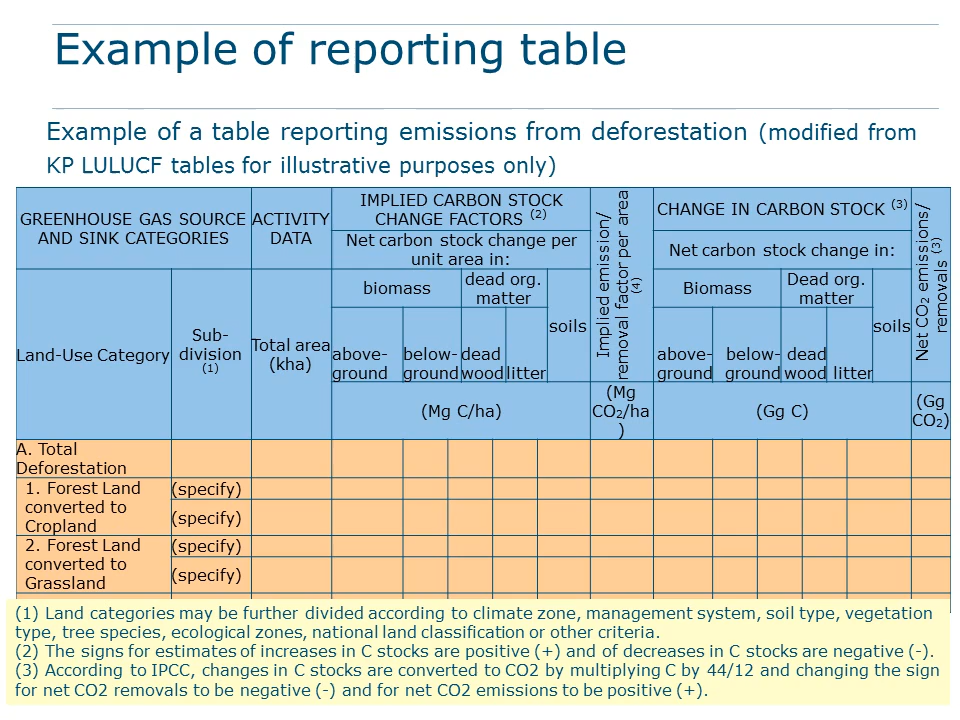 Example of reporting table
Example of a table reporting emissions from deforestation (modified from
KP LULUCF tables for illustrative purposes only)
GREENHOUSE GAS SOURCE
AND SINK CATEGORIES
ACTIVITY
DATA
IMPLIED CARBON STOCK
CHANGE FACTORS (2)
Implied emission/
removal factor per area
(4)
CHANGE IN CARBON STOCK (3)
Net CO2 emissions/
removals (3)
Net carbon stock change per
unit area in:
Net carbon stock change in:
Land-Use Category
Sub-
division
(1)
Total area
(kha)
biomass
dead org.
matter
soils
Biomass
Dead org.
matter
soils
above-
ground
below-
ground
dead
wood
litter
above-
ground
below-
ground
dead
wood
litter
(Mg C/ha)
(Mg
CO2/ha
)
(Gg C)
(Gg
CO2)
A. Total
Deforestation
1. Forest Land
converted to
Cropland
(specify)
(specify)
2. Forest Land
converted to
Grassland
(specify)
(specify)
(1) Land categories may be further divided according to climate zone, management system, soil type, vegetation
type, tree species, ecological zones, national land classification or other criteria.
(2) The signs for estimates of increases in C stocks are positive (+) and of decreases in C stocks are negative (-).
(3) According to IPCC, changes in C stocks are converted to CO2 by multiplying C by 44/12 and changing the sign
for net CO2 removals to be negative (-) and for net CO2 emissions to be positive (+).